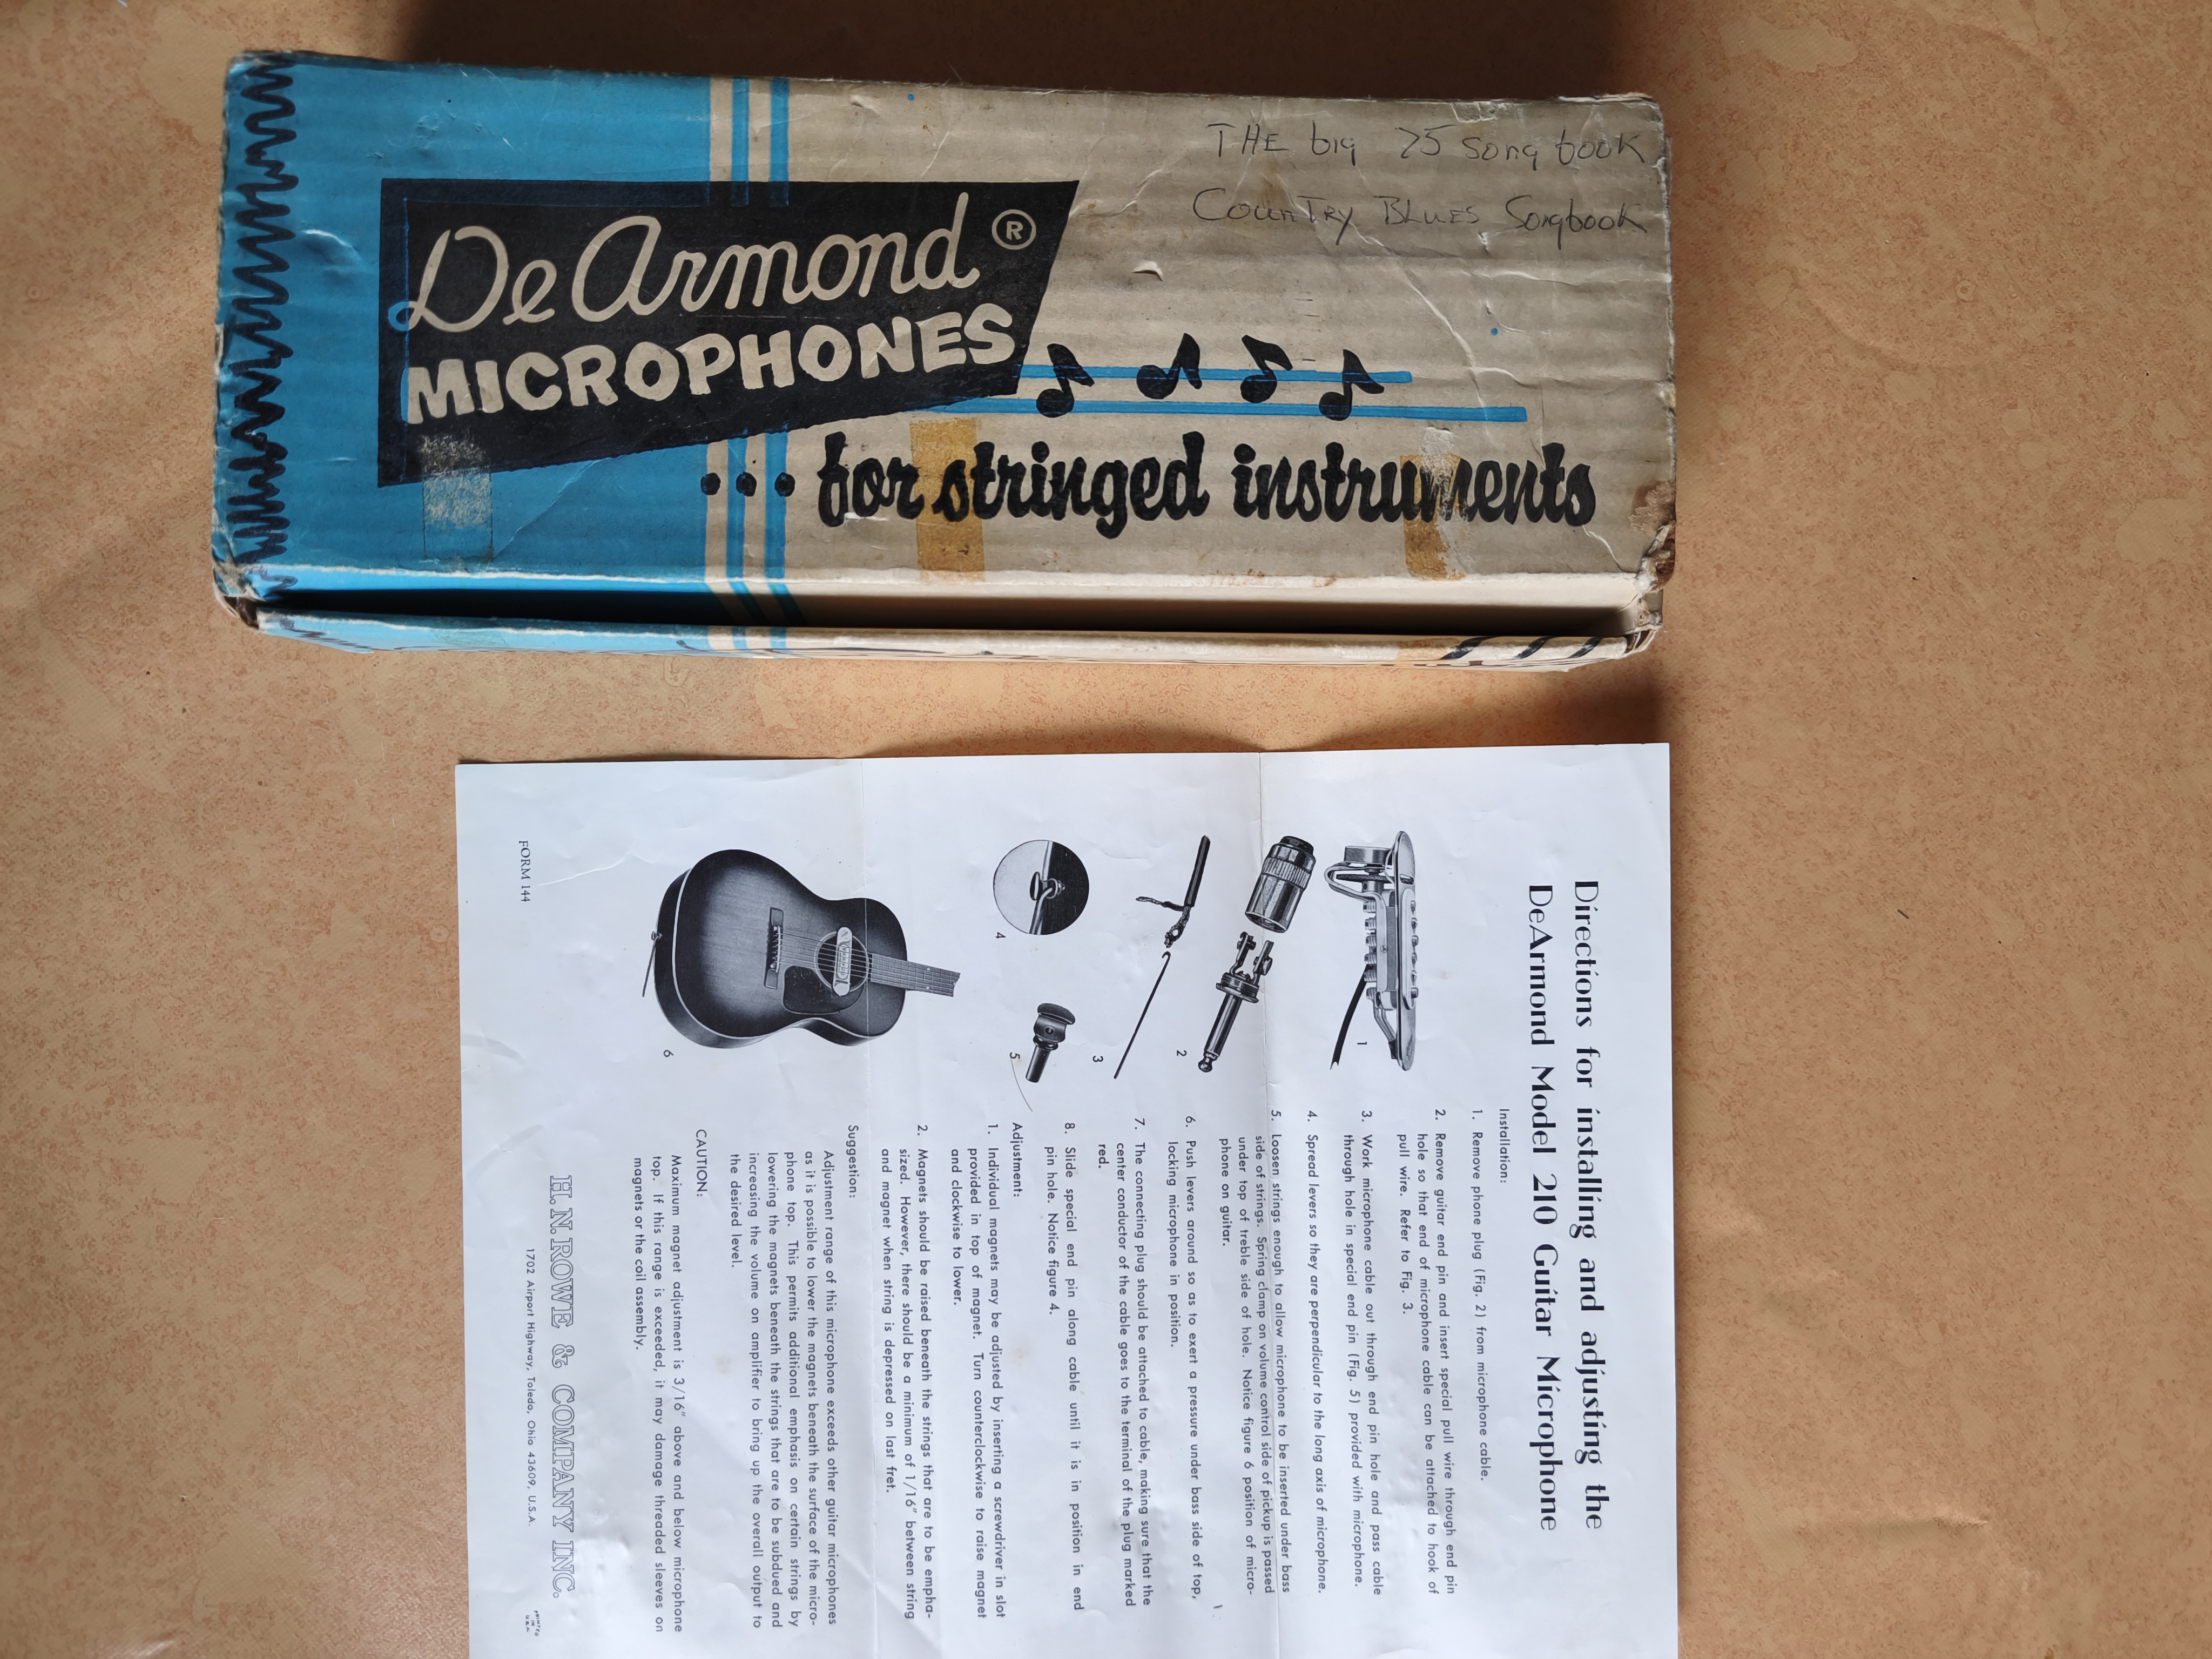 THE big 25 Song book
COUnTRY BLUES Songbook
De Armond ®
MICROPHONES
... for stringed instruments
Directions for installing and adjusting the
DeArmond Model 210 Guitar Microphone
1
2
3
4
5
6
Installation:
1. Remove phone plug (Fig. 2) from microphone cable.
2. Remove guitar end pin and insert special pull wire through end pin
hole so that end of microphone cable can be attached to hook of
pull wire. Refer to Fig. 3.
3. Work microphone cable out through end pin hole and pass cable
through hole in special end pin (Fig. 5) provided with microphone.
4. Spread levers so they are perpendicular to the long axis of microphone.
5. Loosen strings enough to allow microphone to be inserted under bass
side of strings. Spring clamp on volume control side of pickup is passed
under top of treble side of hole. Notice figure 6 position of micro-
phone on guitar.
6. Push levers around so as to exert a pressure under bass side of top,
locking microphone in position.
7. The connecting plug should be attached to cable, making sure that the
center conductor of the cable goes to the terminal of the plug marked
red.
8. Slide special end pin along cable until it is in position in end
pin hole. Notice figure 4.
Adjustment:
1. Individual magnets may be adjusted by inserting a screwdriver in slot
provided in top of magnet. Turn counterclockwise to raise magnet
and clockwise to lower.
2. Magnets should be raised beneath the strings that are to be empha-
sized. However, there should be a minimum of 1/16" between string
and magnet when string is depressed on last fret.
Suggestion:
Adjustment range of this microphone exceeds other guitar microphones
as it is possible to lower the magnets beneath the surface of the micro-
phone top. This permits additional emphasis on certain strings by
lowering the magnets beneath the strings that are to be subdued and
increasing the volume on amplifier to bring up the overall output to
the desired level.
CAUTION:
Maximum magnet adjustment is 3/16" above and below microphone
top. If this range is exceeded, it may damage threaded sleeves on
magnets or the coil assembly.
H. N. ROWE & COMPANY INC.
1702 Airport Highway, Toledo, Ohio 43609, U.S.A.
FORM 144
PRINTED
IN
U.S.A.